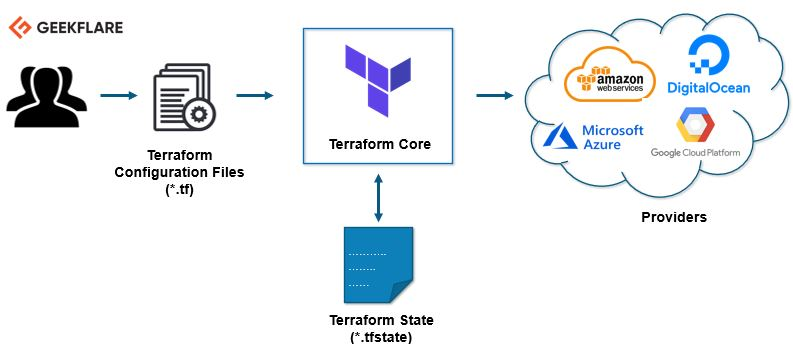 GEEKFLARE
Terraform
Configuration Files
(*.tf)
Terraform Core
Terraform State
(*.tfstate)
amazon
webservices
DigitalOcean
Microsoft
Azure
Google Cloud Platform
Providers